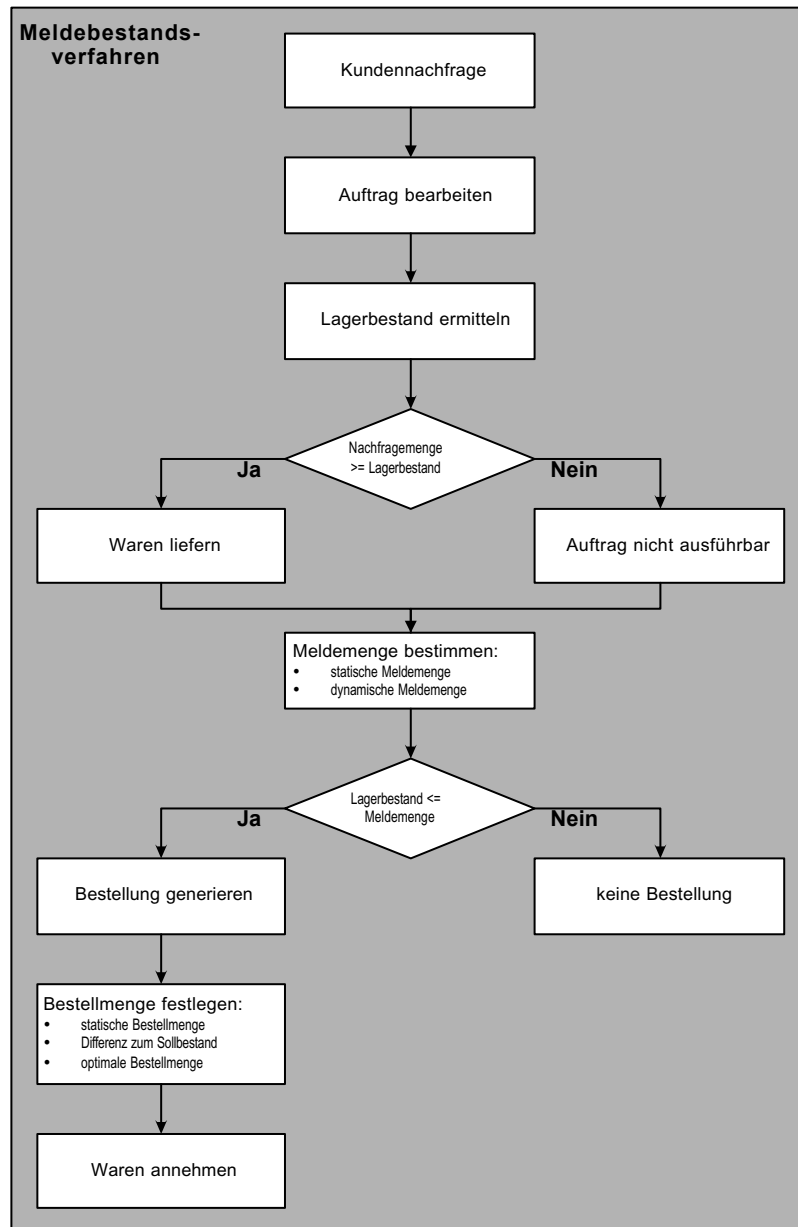 Meldebestands-
verfahren
Kundennachfrage
Auftrag bearbeiten
Lagerbestand ermitteln
Nachfragemenge
>= Lagerbestand
Ja
Nein
Waren liefern
Auftrag nicht ausführbar
Meldemenge bestimmen:
• statische Meldemenge
• dynamische Meldemenge
Lagerbestand <=
Meldemenge
Ja
Nein
Bestellung generieren
keine Bestellung
Bestellmenge festlegen:
• statische Bestellmenge
• Differenz zum Sollbestand
• optimale Bestellmenge
Waren annehmen